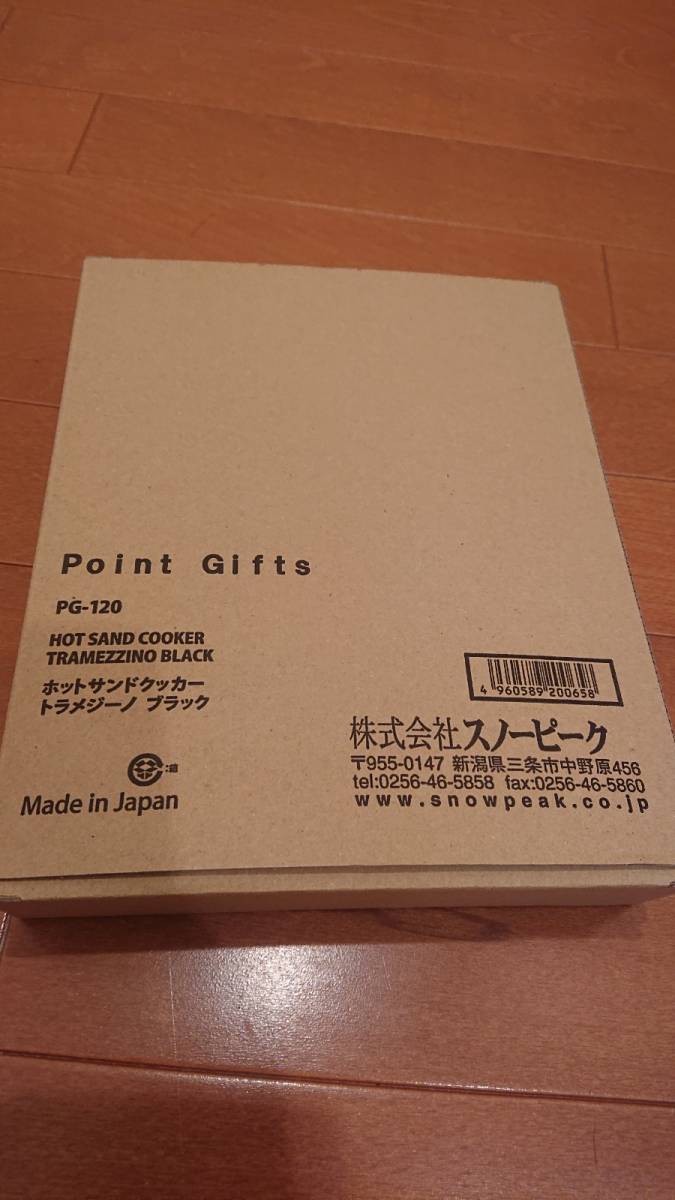 Point Gifts
PG-120
HOT SAND COOKER
TRAMEZZINO BLACK
ホットサンドクッカー
トラメジーノ ブラック
:箱
Made in Japan
4 960589 200658
株式会社スノーピーク
〒955-0147 新潟県三条市中野原456
tel:0256-46-5858 fax:0256-46-5860
www.snowpeak.co.jp